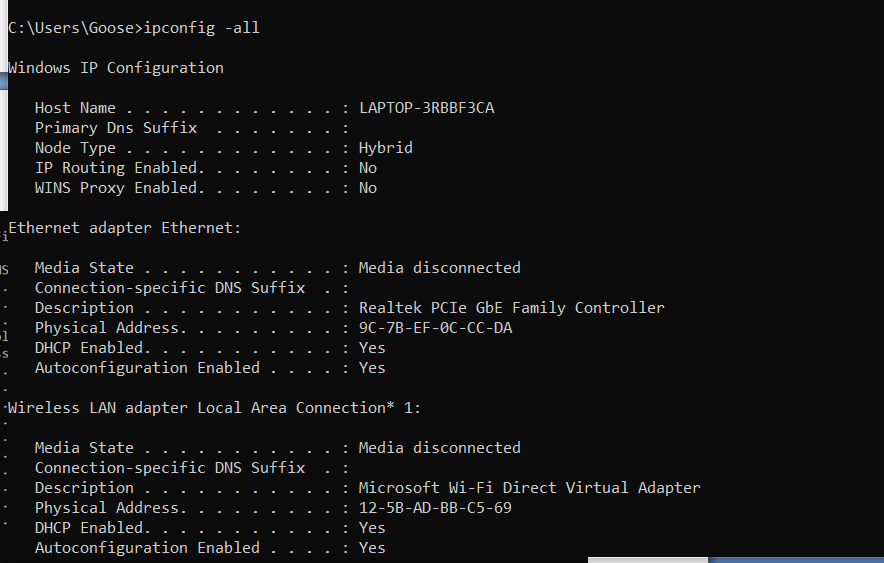 C:\Users\Goose>ipconfig -all
Windows IP Configuration
Host Name . . . . . . . . . . . . : LAPTOP-3RBBF3CA
Primary Dns Suffix  . . . . . . . :
Node Type . . . . . . . . . . . . : Hybrid
IP Routing Enabled. . . . . . . . : No
WINS Proxy Enabled. . . . . . . . : No
Ethernet adapter Ethernet:
Media State . . . . . . . . . . . : Media disconnected
Connection-specific DNS Suffix  . :
Description . . . . . . . . . . . : Realtek PCIe GbE Family Controller
Physical Address. . . . . . . . . : 9C-7B-EF-0C-CC-DA
DHCP Enabled. . . . . . . . . . . : Yes
Autoconfiguration Enabled . . . . : Yes
Wireless LAN adapter Local Area Connection* 1:
Media State . . . . . . . . . . . : Media disconnected
Connection-specific DNS Suffix  . :
Description . . . . . . . . . . . : Microsoft Wi-Fi Direct Virtual Adapter
Physical Address. . . . . . . . . : 12-5B-AD-BB-C5-69
DHCP Enabled. . . . . . . . . . . : Yes
Autoconfiguration Enabled . . . . : Yes